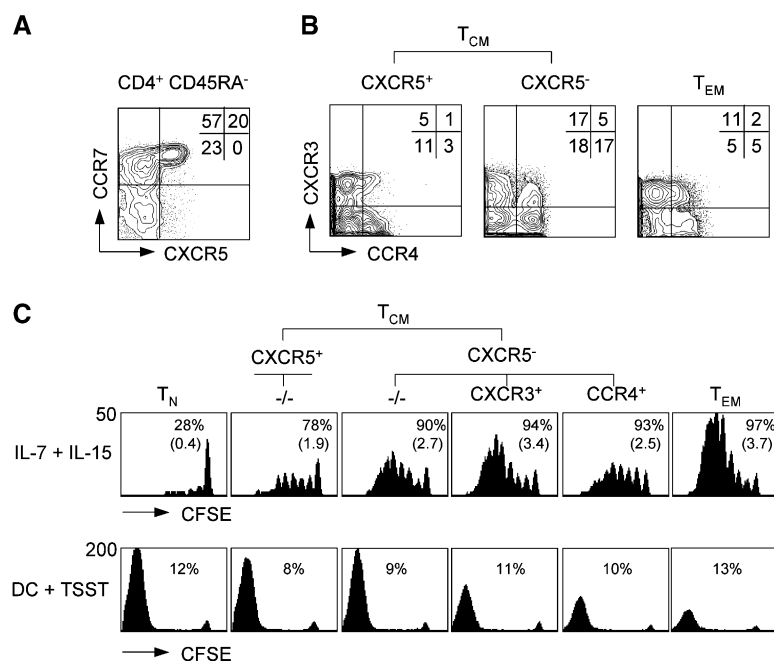 A
CD4+ CD45RA-
57 20
23 0
CCR7
CXCR5
B
TCM
CXCR5+ CXCR5- TEM
5 1
11 3
17 5
18 17
11 2
5 5
CXCR3
CCR4
C
TCM
CXCR5+ CXCR5-
TN -/- -/- CXCR3+ CCR4+ TEM
50
IL-7 + IL-15
28% 78% 90% 94% 93% 97%
(0.4) (1.9) (2.7) (3.4) (2.5) (3.7)
CFSE
200
DC + TSST
12% 8% 9% 11% 10% 13%
CFSE